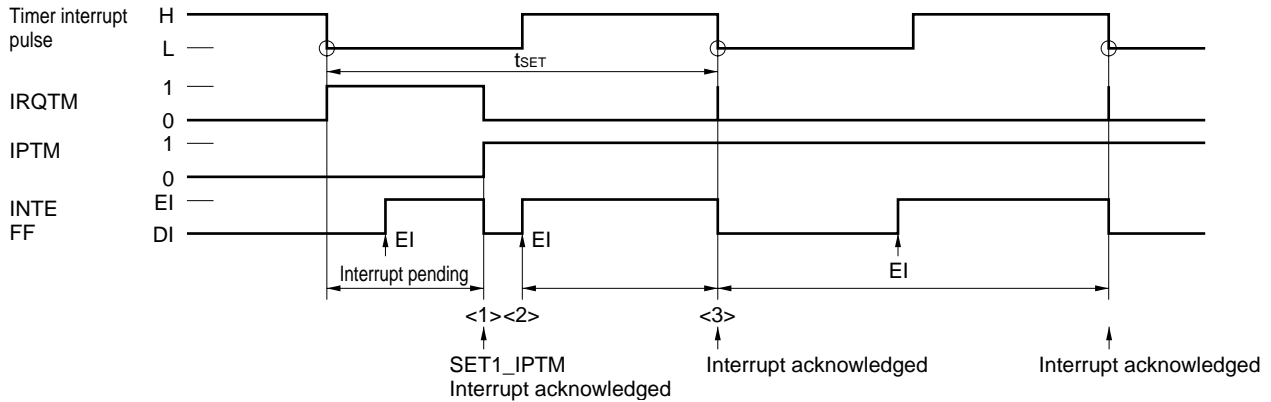 Timer interrupt
pulse
H
L
tSET
IRQTM
1
0
IPTM
1
0
INTE
FF
EI
DI
EI
EI
EI
Interrupt pending
<1> <2> <3>
SET1_IPTM
Interrupt acknowledged
Interrupt acknowledged
Interrupt acknowledged